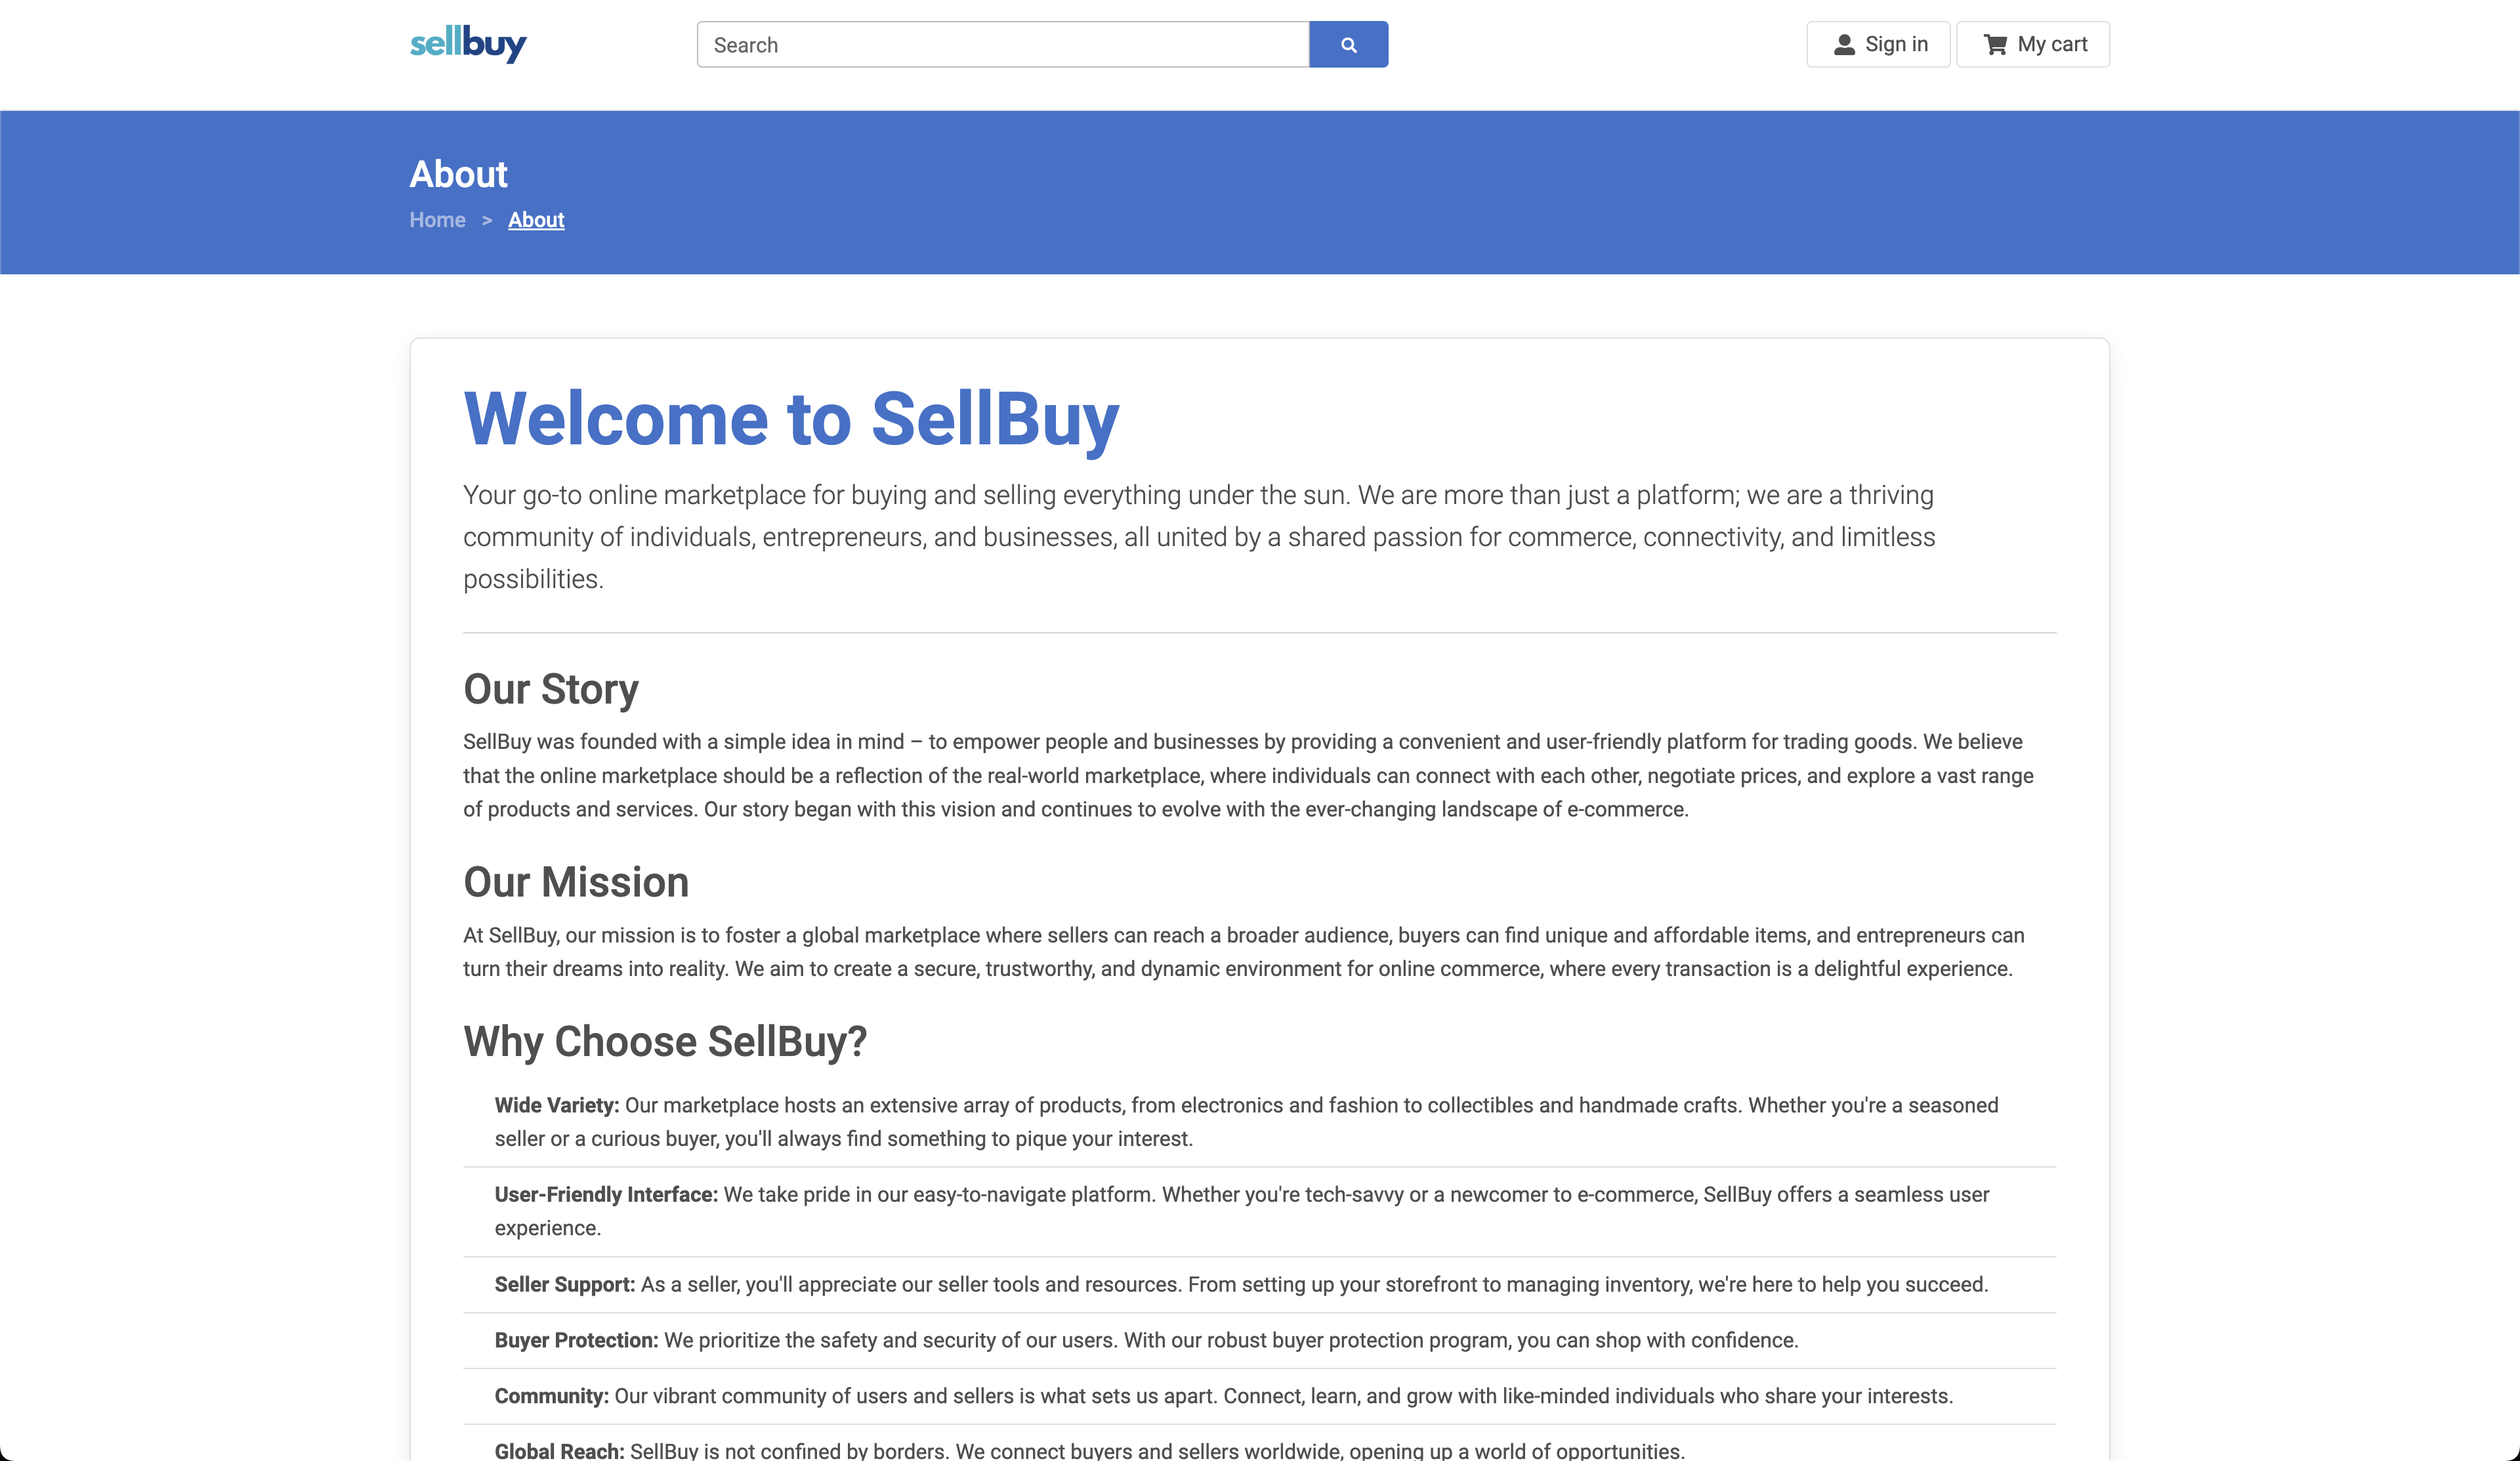 sellbuy
Search
Sign in
My cart
About
Home > About
Welcome to SellBuy
Your go-to online marketplace for buying and selling everything under the sun. We are more than just a platform; we are a thriving
community of individuals, entrepreneurs, and businesses, all united by a shared passion for commerce, connectivity, and limitless
possibilities.
Our Story
SellBuy was founded with a simple idea in mind – to empower people and businesses by providing a convenient and user-friendly platform for trading goods. We believe
that the online marketplace should be a reflection of the real-world marketplace, where individuals can connect with each other, negotiate prices, and explore a vast range
of products and services. Our story began with this vision and continues to evolve with the ever-changing landscape of e-commerce.
Our Mission
At SellBuy, our mission is to foster a global marketplace where sellers can reach a broader audience, buyers can find unique and affordable items, and entrepreneurs can
turn their dreams into reality. We aim to create a secure, trustworthy, and dynamic environment for online commerce, where every transaction is a delightful experience.
Why Choose SellBuy?
Wide Variety: Our marketplace hosts an extensive array of products, from electronics and fashion to collectibles and handmade crafts. Whether you're a seasoned
seller or a curious buyer, you'll always find something to pique your interest.
User-Friendly Interface: We take pride in our easy-to-navigate platform. Whether you're tech-savvy or a newcomer to e-commerce, SellBuy offers a seamless user
experience.
Seller Support: As a seller, you'll appreciate our seller tools and resources. From setting up your storefront to managing inventory, we're here to help you succeed.
Buyer Protection: We prioritize the safety and security of our users. With our robust buyer protection program, you can shop with confidence.
Community: Our vibrant community of users and sellers is what sets us apart. Connect, learn, and grow with like-minded individuals who share your interests.
Global Reach: SellBuy is not confined by borders. We connect buyers and sellers worldwide, opening up a world of opportunities.